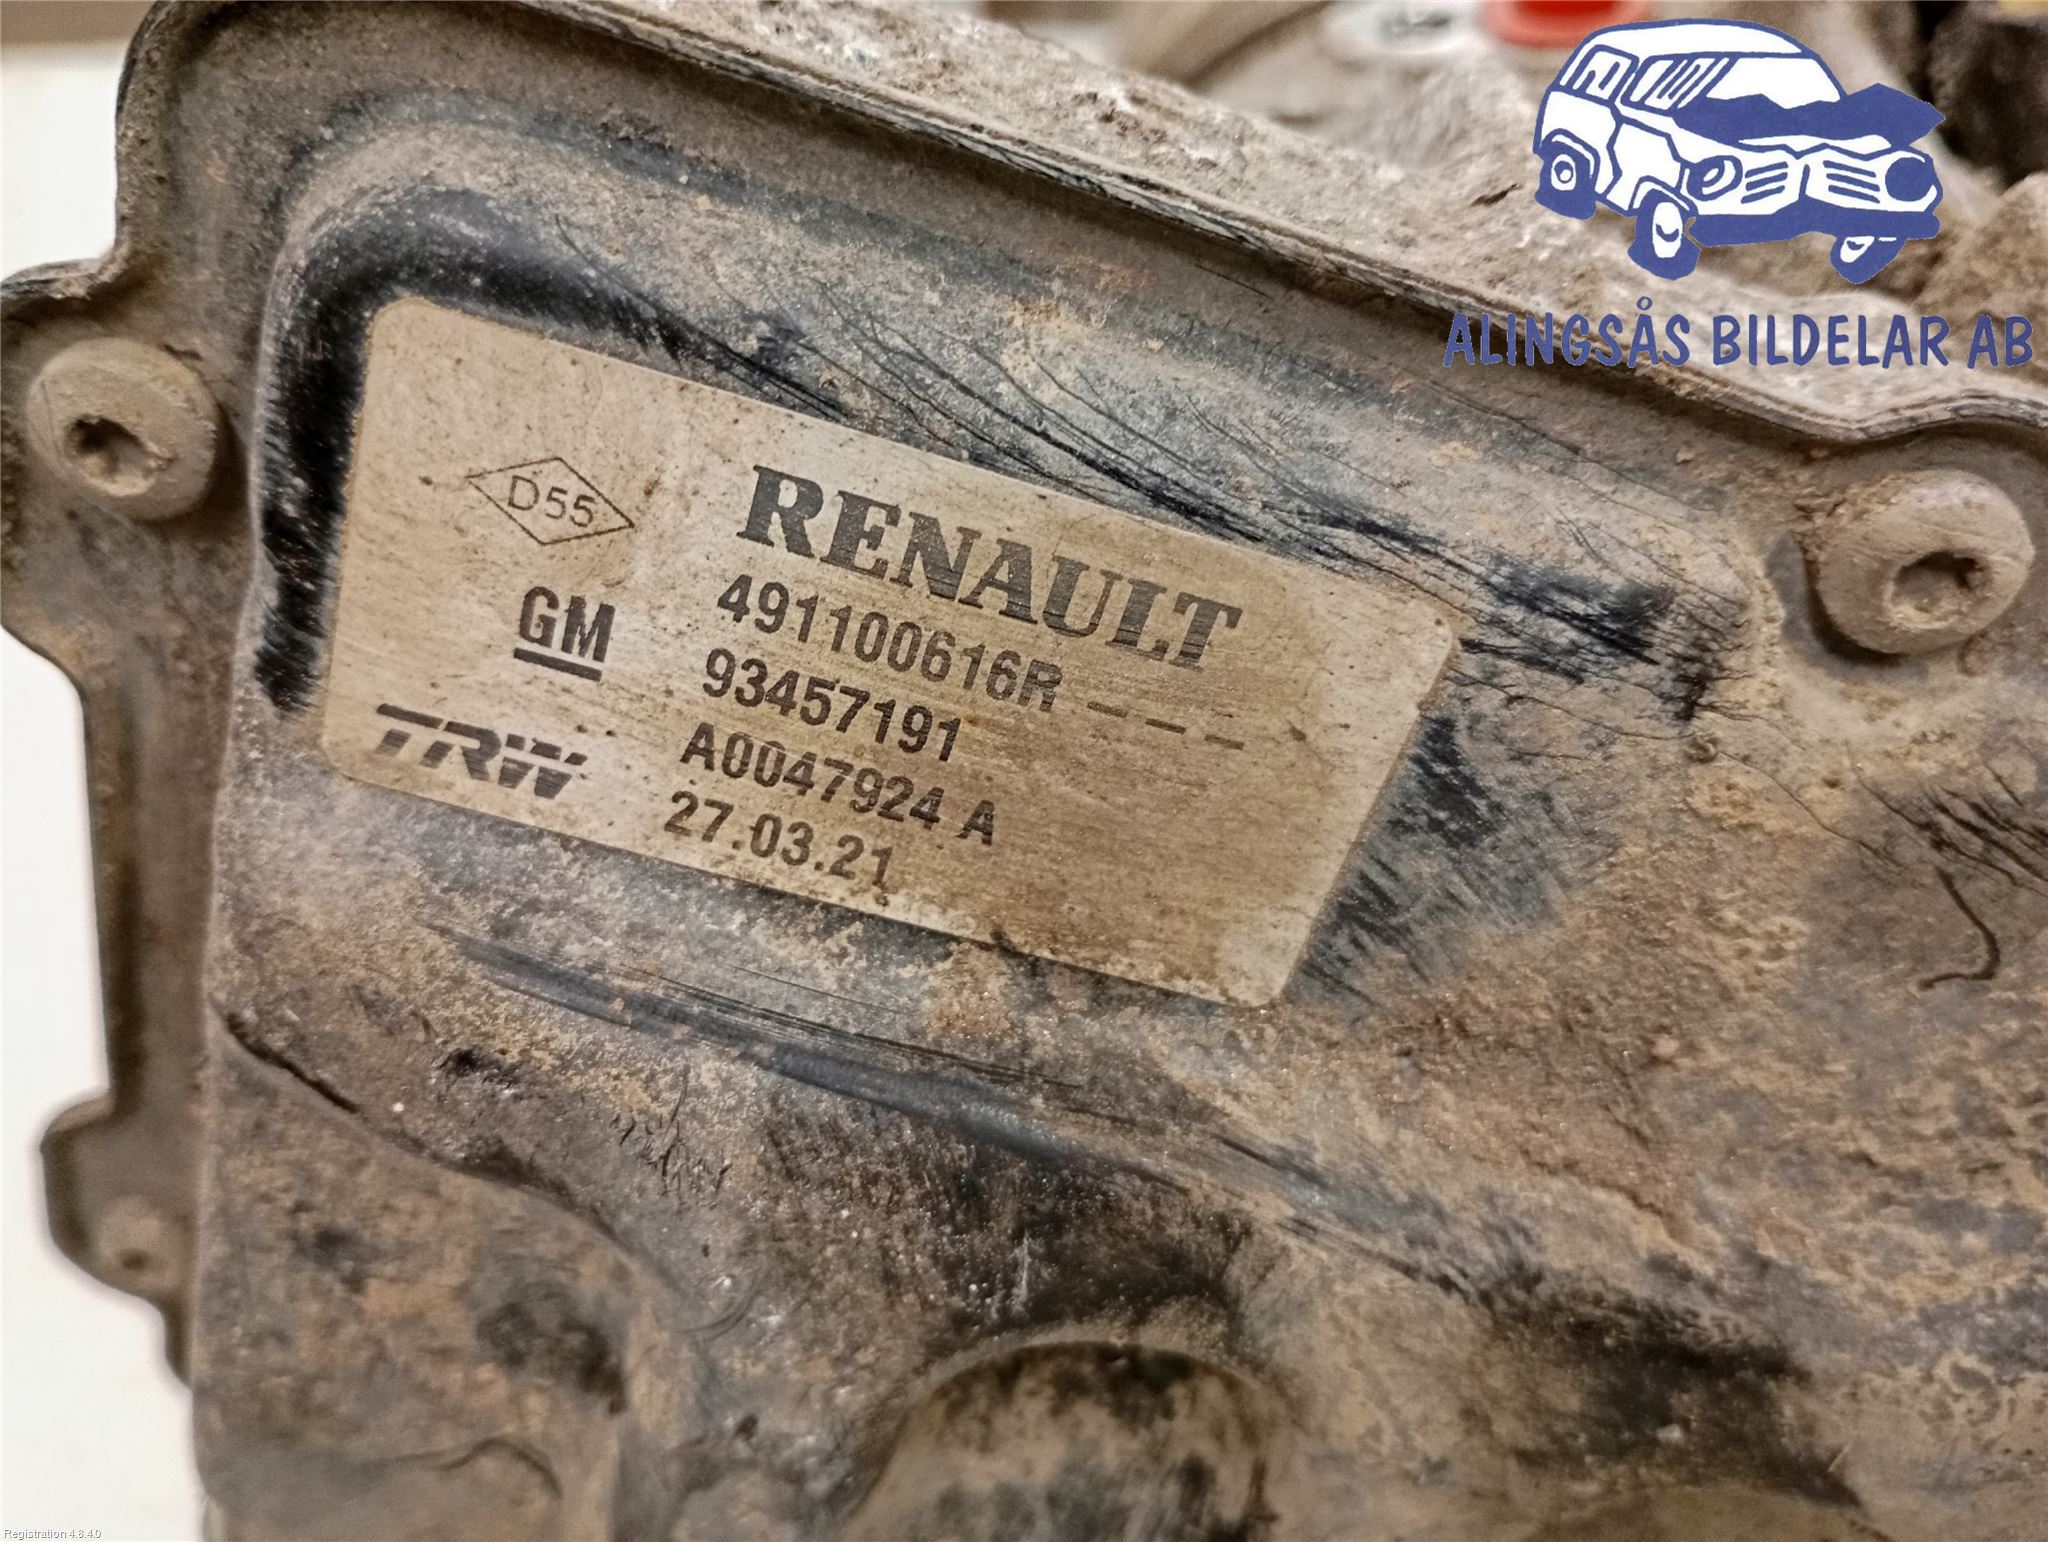 ALINGSÅS BILDELAR AB
D55
RENAULT
491100616R - - -
GM
93457191
TRW
A0047924 A
27.03.21
Registration 4.8.4.0